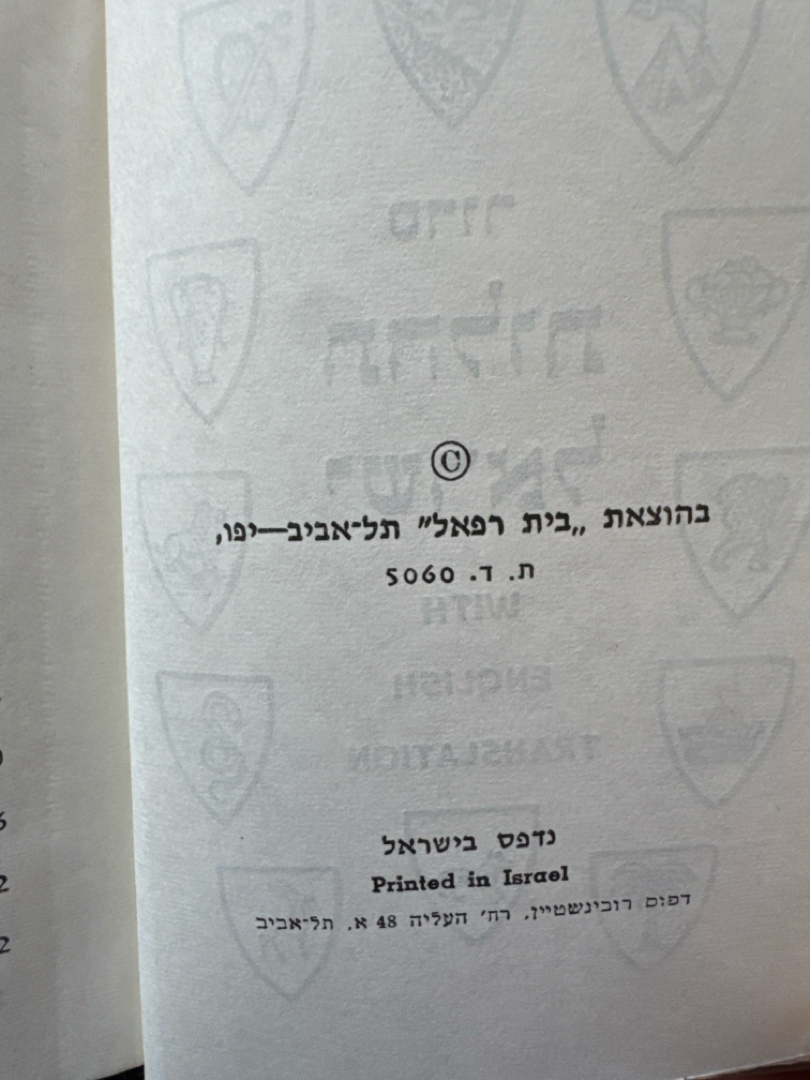 ©
בהוצאת „בית רפאל" תל־אביב—יפו,
ת. ד. 5060
נדפס בישראל
Printed in Israel
דפוס רובינשטיין, רח' העליה 48 א, תל־אביב